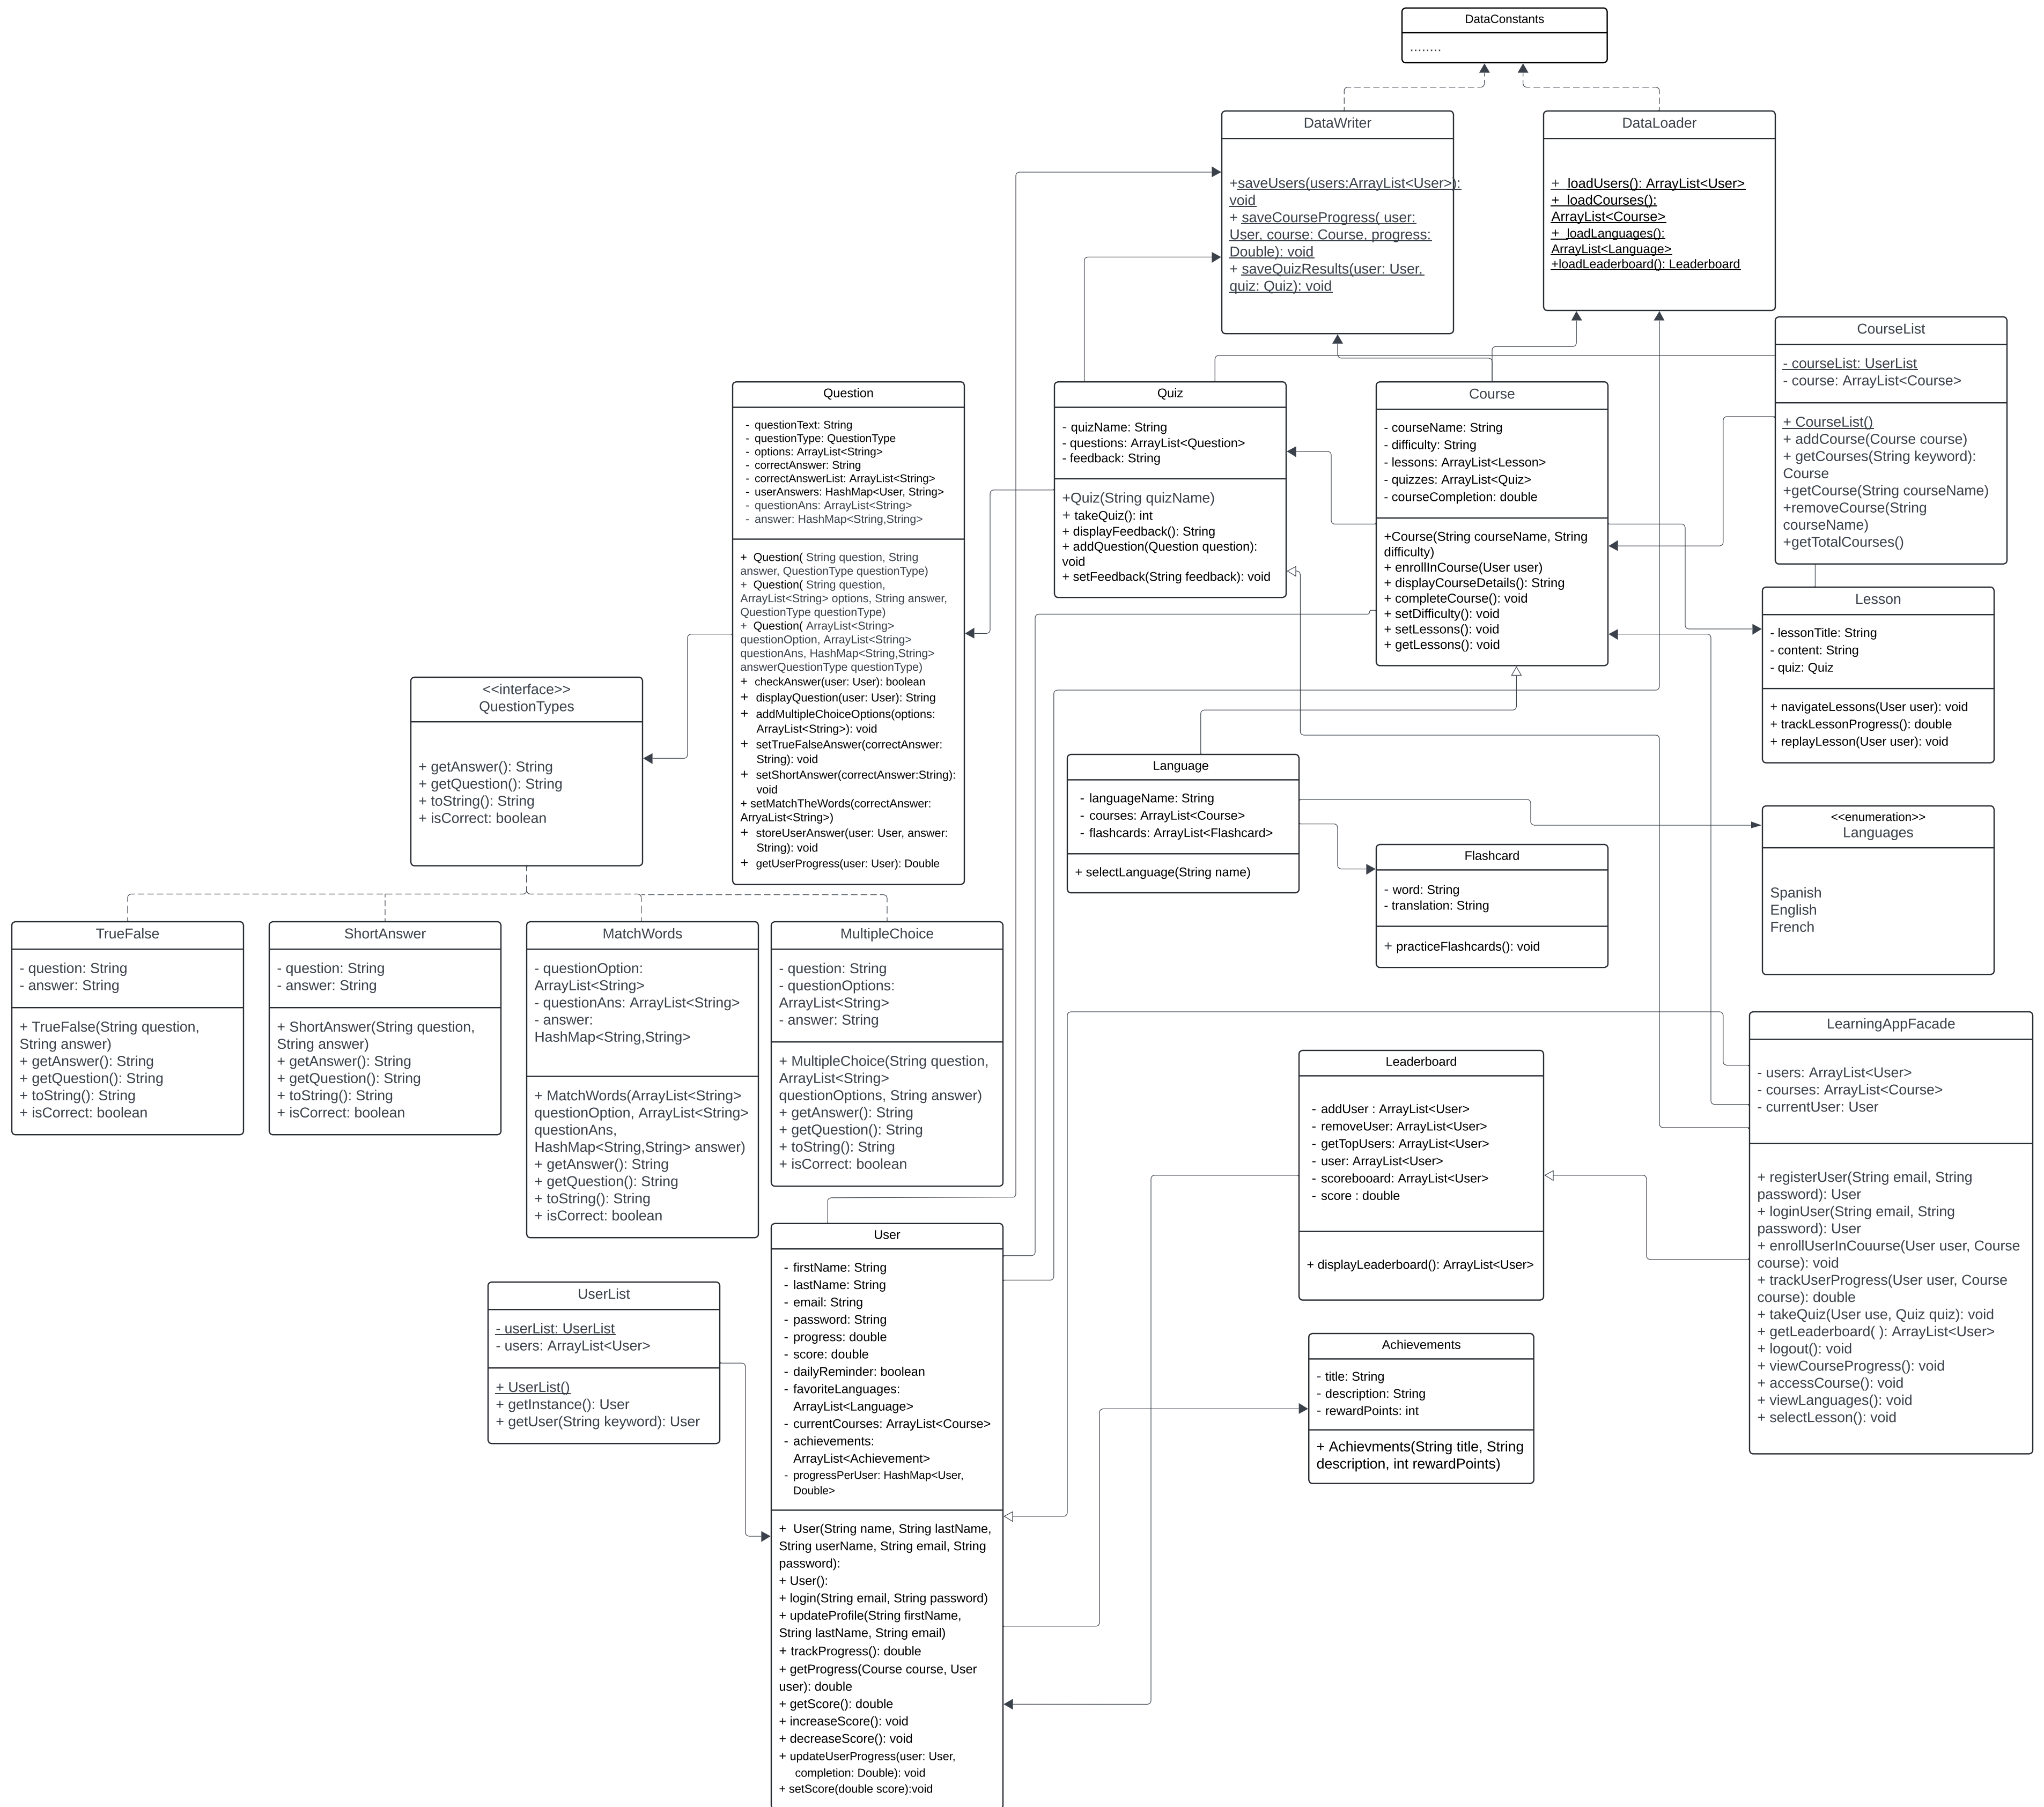 DataConstants
........
DataWriter
+saveUsers(users:ArrayList<User>):
void
+ saveCourseProgress( user:
User, course: Course, progress:
Double): void
+ saveQuizResults(user: User,
quiz: Quiz): void
DataLoader
+ loadUsers(): ArrayList<User>
+ loadCourses():
ArrayList<Course>
+ loadLanguages():
ArrayList<Language>
+loadLeaderboard(): Leaderboard
CourseList
- courseList: UserList
- course: ArrayList<Course>
+ CourseList()
+ addCourse(Course course)
+ getCourses(String keyword):
Course
+getCourse(String courseName)
+removeCourse(String
courseName)
+getTotalCourses()
Question
- questionText: String
- questionType: QuestionType
- options: ArrayList<String>
- correctAnswer: String
- correctAnswerList: ArrayList<String>
- userAnswers: HashMap<User, String>
- questionAns: ArrayList<String>
- answer: HashMap<String,String>
+ Question( String question, String
answer, QuestionType questionType)
+ Question( String question,
ArrayList<String> options, String answer,
QuestionType questionType)
+ Question( ArrayList<String>
questionOption, ArrayList<String>
questionAns, HashMap<String,String>
answerQuestionType questionType)
+ checkAnswer(user: User): boolean
+ displayQuestion(user: User): String
+ addMultipleChoiceOptions(options:
ArrayList<String>): void
+ setTrueFalseAnswer(correctAnswer:
String): void
+ setShortAnswer(correctAnswer:String):
void
+ setMatchTheWords(correctAnswer:
ArryaList<String>)
+ storeUserAnswer(user: User, answer:
String): void
+ getUserProgress(user: User): Double
Quiz
- quizName: String
- questions: ArrayList<Question>
- feedback: String
+Quiz(String quizName)
+ takeQuiz(): int
+ displayFeedback(): String
+ addQuestion(Question question):
void
+ setFeedback(String feedback): void
Course
- courseName: String
- difficulty: String
- lessons: ArrayList<Lesson>
- quizzes: ArrayList<Quiz>
- courseCompletion: double
+Course(String courseName, String
difficulty)
+ enrollInCourse(User user)
+ displayCourseDetails(): String
+ completeCourse(): void
+ setDifficulty(): void
+ setLessons(): void
+ getLessons(): void
Lesson
- lessonTitle: String
- content: String
- quiz: Quiz
+ navigateLessons(User user): void
+ trackLessonProgress(): double
+ replayLesson(User user): void
<<interface>>
QuestionTypes
+ getAnswer(): String
+ getQuestion(): String
+ toString(): String
+ isCorrect: boolean
Language
- languageName: String
- courses: ArrayList<Course>
- flashcards: ArrayList<Flashcard>
+ selectLanguage(String name)
Flashcard
- word: String
- translation: String
+ practiceFlashcards(): void
<<enumeration>>
Languages
Spanish
English
French
TrueFalse
- question: String
- answer: String
+ TrueFalse(String question,
String answer)
+ getAnswer(): String
+ getQuestion(): String
+ toString(): String
+ isCorrect: boolean
ShortAnswer
- question: String
- answer: String
+ ShortAnswer(String question,
String answer)
+ getAnswer(): String
+ getQuestion(): String
+ toString(): String
+ isCorrect: boolean
MatchWords
- questionOption:
ArrayList<String>
- questionAns: ArrayList<String>
- answer:
HashMap<String,String>
+ MatchWords(ArrayList<String>
questionOption, ArrayList<String>
questionAns,
HashMap<String,String> answer)
+ getAnswer(): String
+ getQuestion(): String
+ toString(): String
+ isCorrect: boolean
MultipleChoice
- question: String
- questionOptions:
ArrayList<String>
- answer: String
+ MultipleChoice(String question,
ArrayList<String>
questionOptions, String answer)
+ getAnswer(): String
+ getQuestion(): String
+ toString(): String
+ isCorrect: boolean
Leaderboard
- addUser : ArrayList<User>
- removeUser: ArrayList<User>
- getTopUsers: ArrayList<User>
- user: ArrayList<User>
- scorebooard: ArrayList<User>
- score : double
+ displayLeaderboard(): ArrayList<User>
LearningAppFacade
- users: ArrayList<User>
- courses: ArrayList<Course>
- currentUser: User
+ registerUser(String email, String
password): User
+ loginUser(String email, String
password): User
+ enrollUserInCouurse(User user, Course
course): void
+ trackUserProgress(User user, Course
course): double
+ takeQuiz(User use, Quiz quiz): void
+ getLeaderboard( ): ArrayList<User>
+ logout(): void
+ viewCourseProgress(): void
+ accessCourse(): void
+ viewLanguages(): void
+ selectLesson(): void
UserList
- userList: UserList
- users: ArrayList<User>
+ UserList()
+ getInstance(): User
+ getUser(String keyword): User
User
- firstName: String
- lastName: String
- email: String
- password: String
- progress: double
- score: double
- dailyReminder: boolean
- favoriteLanguages:
ArrayList<Language>
- currentCourses: ArrayList<Course>
- achievements:
ArrayList<Achievement>
- progressPerUser: HashMap<User,
Double>
+ User(String name, String lastName,
String userName, String email, String
password):
+ User():
+ login(String email, String password)
+ updateProfile(String firstName,
String lastName, String email)
+ trackProgress(): double
+ getProgress(Course course, User
user): double
+ getScore(): double
+ increaseScore(): void
+ decreaseScore(): void
+ updateUserProgress(user: User,
completion: Double): void
+ setScore(double score):void
Achievements
- title: String
- description: String
- rewardPoints: int
+ Achievments(String title, String
description, int rewardPoints)